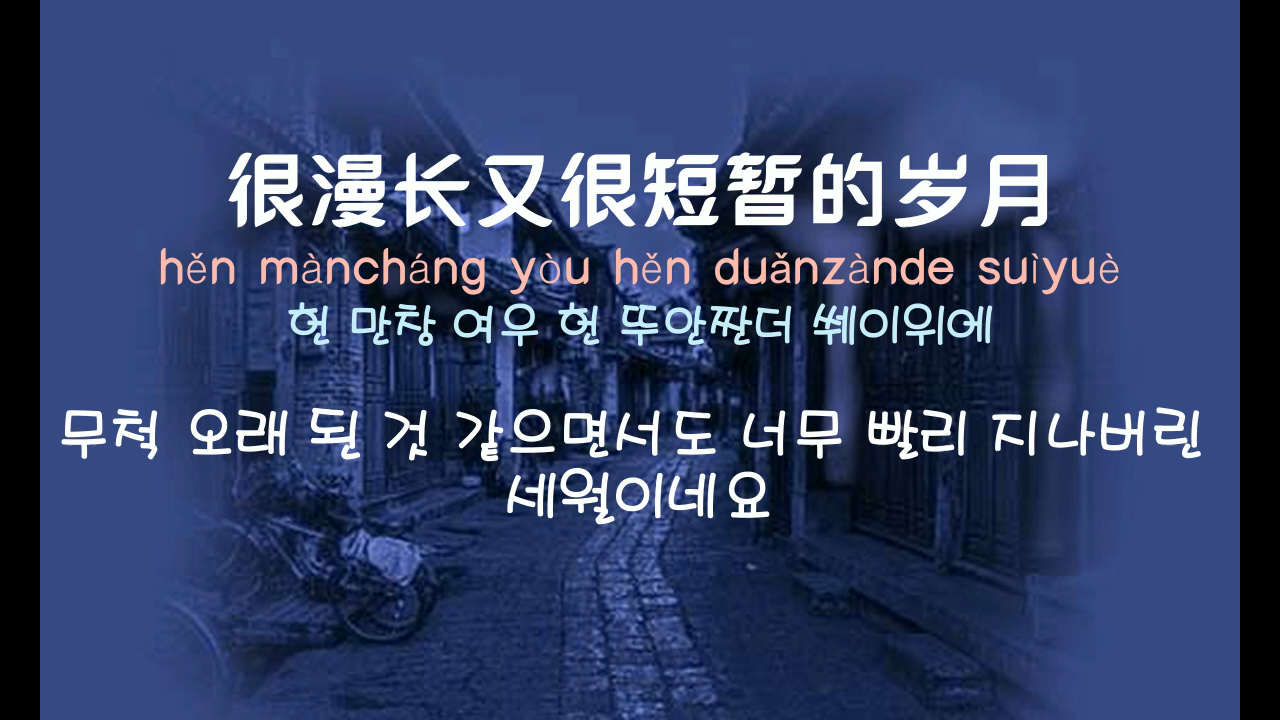 很漫长又很短暂的岁月
hěn màncháng yòu hěn duǎnzànde suìyuè
헌 만창 여우 헌 뚜안짠더 쒜이위에
무척 오래 된 것 같으면서도 너무 빨리 지나버린
세월이네요